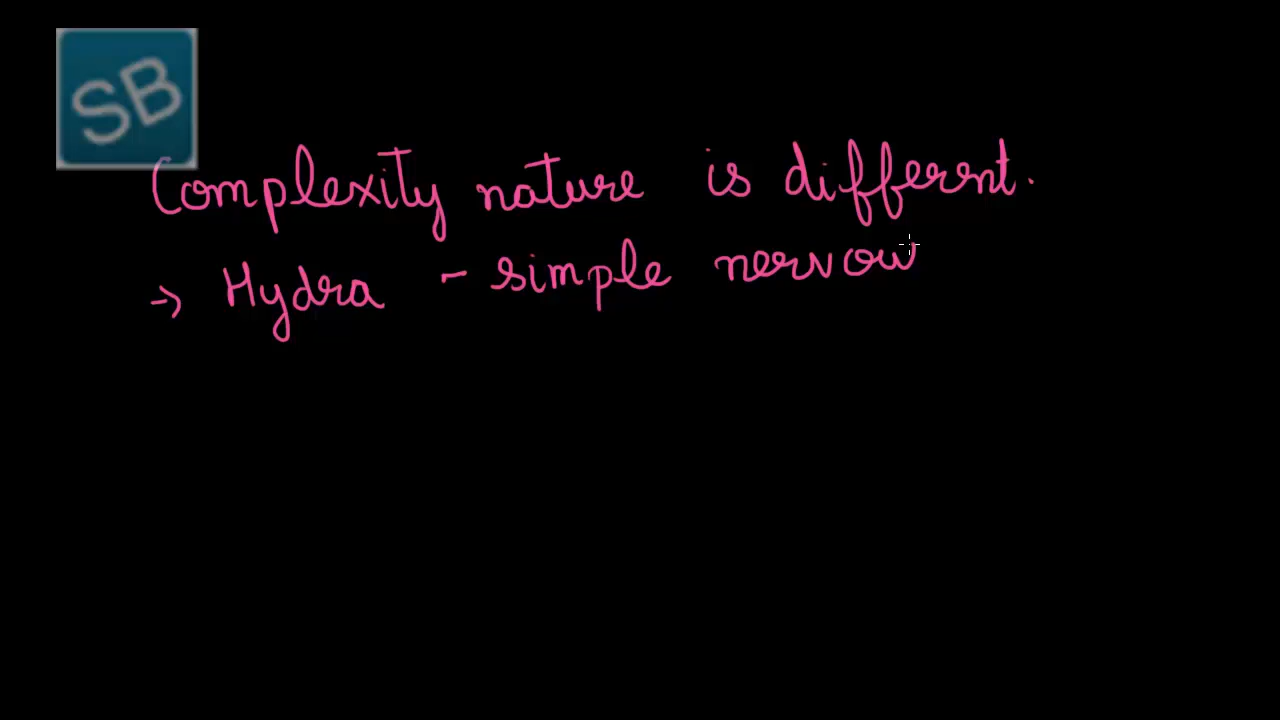 SB
Complexity nature is different.
→ Hydra - simple nervou